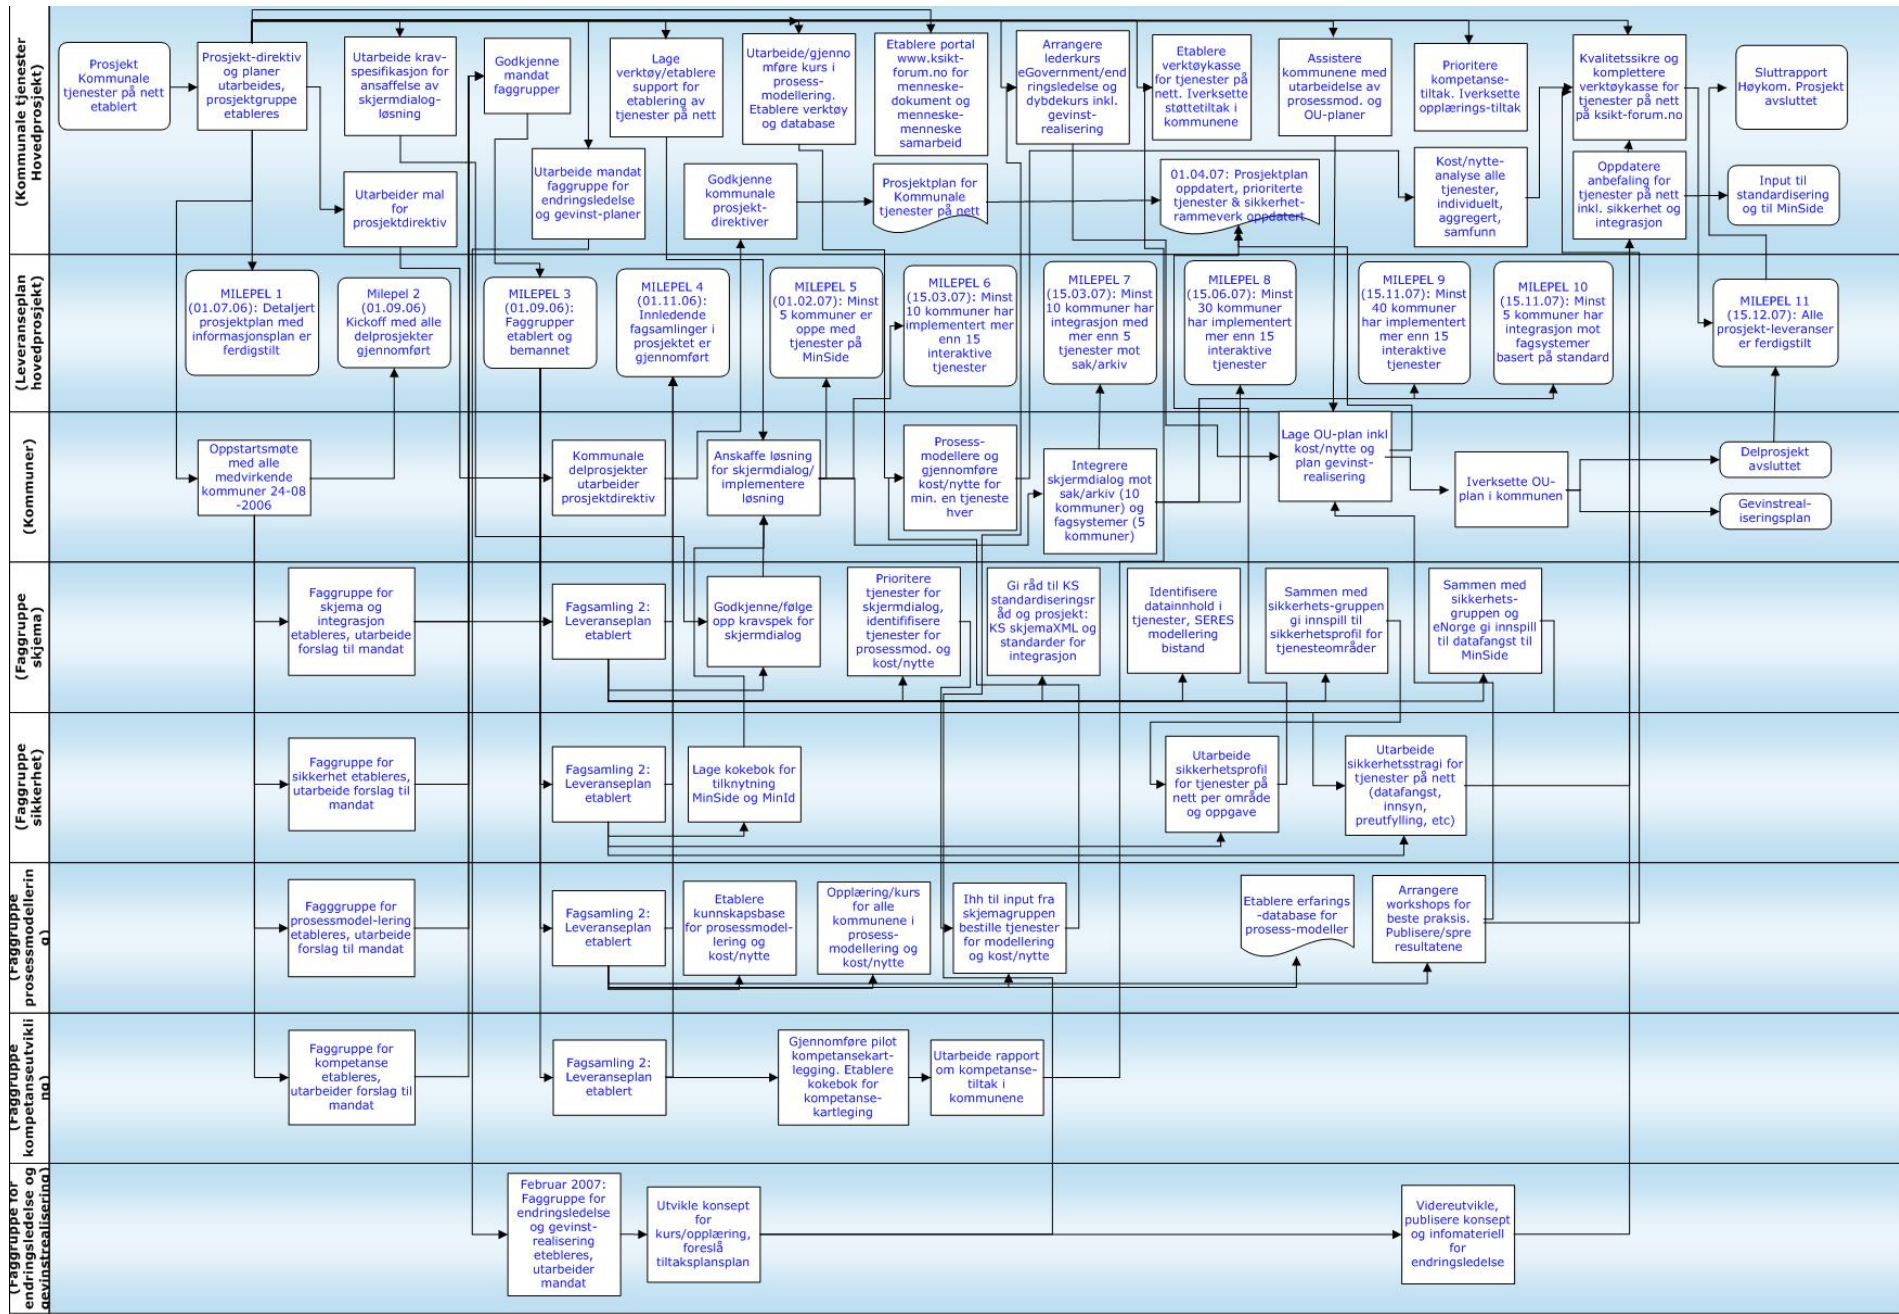 (Kommunale tjenester
Hovedprosjekt)
Prosjekt
Kommunale
tjenester på nett
etablert
Prosjekt-direktiv
og planer
utarbeides,
prosjektgruppe
etableres
Utarbeide krav-
spesifikasjon for
ansaffelse av
skjermdialog-
løsning
Godkjenne
mandat
faggrupper
Lage
verktøy/etablere
support for
etablering av
tjenester på nett
Utarbeide/gjenno
mføre kurs i
prosess-
modellering.
Etablere verktøy
og database
Etablere portal
www.ksikt-
forum.no for
menneske-
dokument og
menneske-
menneske
samarbeid
Arrangere
lederkurs
eGovernment/end
ringsledelse og
dybdekurs inkl.
gevinst-
realisering
Etablere
verktøykasse
for tjenester på
nett. Iverksette
støttetiltak i
kommunene
Assistere
kommunene med
utarbeidelse av
prosessmod. og
OU-planer
Prioritere
kompetanse-
tiltak. Iverksette
opplærings-tiltak
Kvalitetssikre og
komplettere
verktøykasse for
tjenester på nett
på ksikt-forum.no
Sluttrapport
Høykom. Prosjekt
avsluttet
Utarbeider mal
for
prosjektdirektiv
Utarbeide mandat
faggruppe for
endringsledelse
og gevinst-planer
Godkjenne
kommunale
prosjekt-
direktiver
Prosjektplan for
Kommunale
tjenester på nett
01.04.07: Prosjektplan
oppdatert, prioriterte
tjenester & sikkerhet-
rammeverk oppdatert
Kost/nytte-
analyse alle
tjenester,
individuelt,
aggregert,
samfunn
Oppdatere
anbefaling for
tjenester på nett
inkl. sikkerhet og
integrasjon
Input til
standardisering
og til MinSide
(Leveranseplan
hovedprosjekt)
MILEPEL 1
(01.07.06): Detaljert
prosjektplan med
informasjonsplan er
ferdigstilt
Milepel 2
(01.09.06)
Kickoff med alle
delprosjekter
gjennomført
MILEPEL 3
(01.09.06):
Faggrupper
etablert og
bemannet
MILEPEL 4
(01.11.06):
Innledende
fagsamlinger i
prosjektet er
gjennomført
MILEPEL 5
(01.02.07): Minst
5 kommuner er
oppe med
tjenester på
MinSide
MILEPEL 6
(15.03.07): Minst
10 kommuner har
implementert mer
enn 15
interaktive
tjenester
MILEPEL 7
(15.03.07): Minst
10 kommuner har
integrasjon med
mer enn 5
tjenester mot
sak/arkiv
MILEPEL 8
(15.06.07): Minst
30 kommuner
har implementert
mer enn 15
interaktive
tjenester
MILEPEL 9
(15.11.07): Minst
40 kommuner
har implementert
mer enn 15
interaktive
tjenester
MILEPEL 10
(15.11.07): Minst
5 kommuner har
integrasjon mot
fagsystemer
basert på standard
MILEPEL 11
(15.12.07): Alle
prosjekt-leveranser
er ferdigstilt
(Kommuner)
Oppstartsmøte
med alle
medvirkende
kommuner 24-08
-2006
Kommunale
delprosjekter
utarbeider
prosjektdirektiv
Anskaffe løsning
for skjermdialog/
implementere
løsning
Prosess-
modellere og
gjennomføre
kost/nytte for
min. en tjeneste
hver
Integrere
skjermdialog mot
sak/arkiv (10
kommuner) og
fagsystemer (5
kommuner)
Lage OU-plan inkl
kost/nytte og
plan gevinst-
realisering
Iverksette OU-
plan i kommunen
Delprosjekt
avsluttet
Gevinstreal-
iseringsplan
(Faggruppe
skjema)
Faggruppe for
skjema og
integrasjon
etableres, utarbeide
forslag til mandat
Fagsamling 2:
Leveranseplan
etablert
Godkjenne/følge
opp kravspek for
skjermdialog
Prioritere
tjenester for
skjermdialog,
identififisere
tjenester for
prosessmod. og
kost/nytte
Gi råd til KS
standardiseringsr
åd og prosjekt:
KS skjemaXML og
standarder for
integrasjon
Identifisere
datainnhold i
tjenester, SERES
modellering
bistand
Sammen med
sikkerhets-gruppen
gi innspill til
sikkerhetsprofil for
tjenesteområder
Sammen med
sikkerhets-
gruppen og
eNorge gi innspill
til datafangst til
MinSide
(Faggruppe
sikkerhet)
Faggruppe for
sikkerhet etableres,
utarbeide forslag til
mandat
Fagsamling 2:
Leveranseplan
etablert
Lage kokebok for
tilknytning
MinSide og MinId
Utarbeide
sikkerhetsprofil
for tjenester på
nett per område
og oppgave
Utarbeide
sikkerhetsstragi for
tjenester på nett
(datafangst,
innsyn,
preutfylling, etc)
(Faggruppe
prosessmodellerin
g)
Fagggruppe for
prosessmodel-lering
etableres, utarbeide
forslag til mandat
Fagsamling 2:
Leveranseplan
etablert
Etablere
kunnskapsbase
for prosessmodel-
lering og
kost/nytte
Opplæring/kurs
for alle
kommunene i
prosess-
modellering og
kost/nytte
Ihh til input fra
skjemagruppen
bestille tjenester
for modellering
og kost/nytte
Etablere erfarings
-database for
prosess-modeller
Arrangere
workshops for
beste praksis.
Publisere/spre
resultatene
(Faggruppe
kompetanseutvikli
ng)
Faggruppe for
kompetanse
etableres,
utarbeider forslag til
mandat
Fagsamling 2:
Leveranseplan
etablert
Gjennomføre pilot
kompetansekart-
legging. Etablere
kokebok for
kompetanse-
kartleging
Utarbeide rapport
om kompetanse-
tiltak i
kommunene
(Faggruppe for
endringsledelse og
gevinstrealisering)
Februar 2007:
Faggruppe for
endringsledelse
og gevinst-
realisering
etebleres,
utarbeider
mandat
Utvikle konsept
for
kurs/opplæring,
foreslå
tiltaksplansplan
Videreutvikle,
publisere konsept
og infomateriell
for
endringsledelse